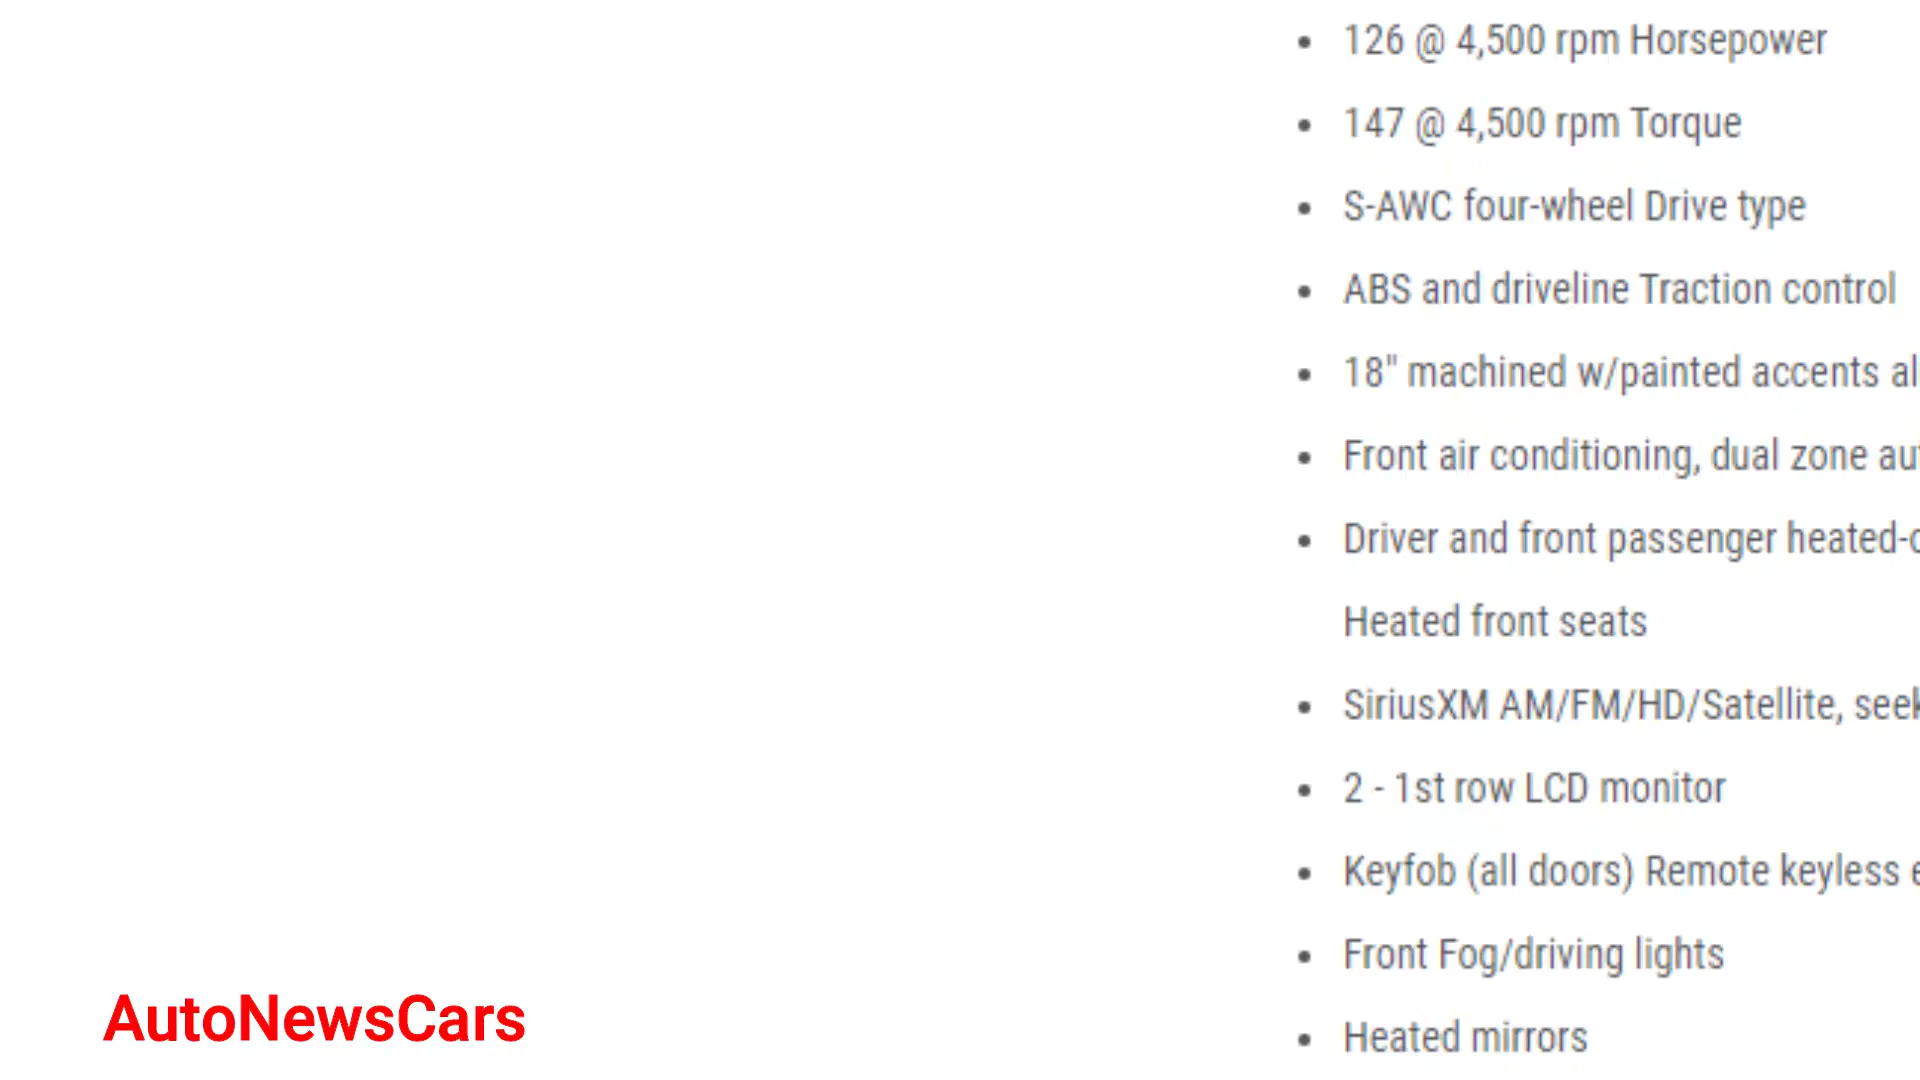 126 @ 4,500 rpm Horsepower
147 @ 4,500 rpm Torque
S-AWC four-wheel Drive type
ABS and driveline Traction control
18" machined w/painted accents
Front air conditioning, dual zone
Driver and front passenger
Heated front seats
SiriusXM AM/FM/HD/Satellite,
2 - 1st row LCD monitor
Keyfob (all doors) Remote keyless
Front Fog/driving lights
Heated mirrors
AutoNewsCars